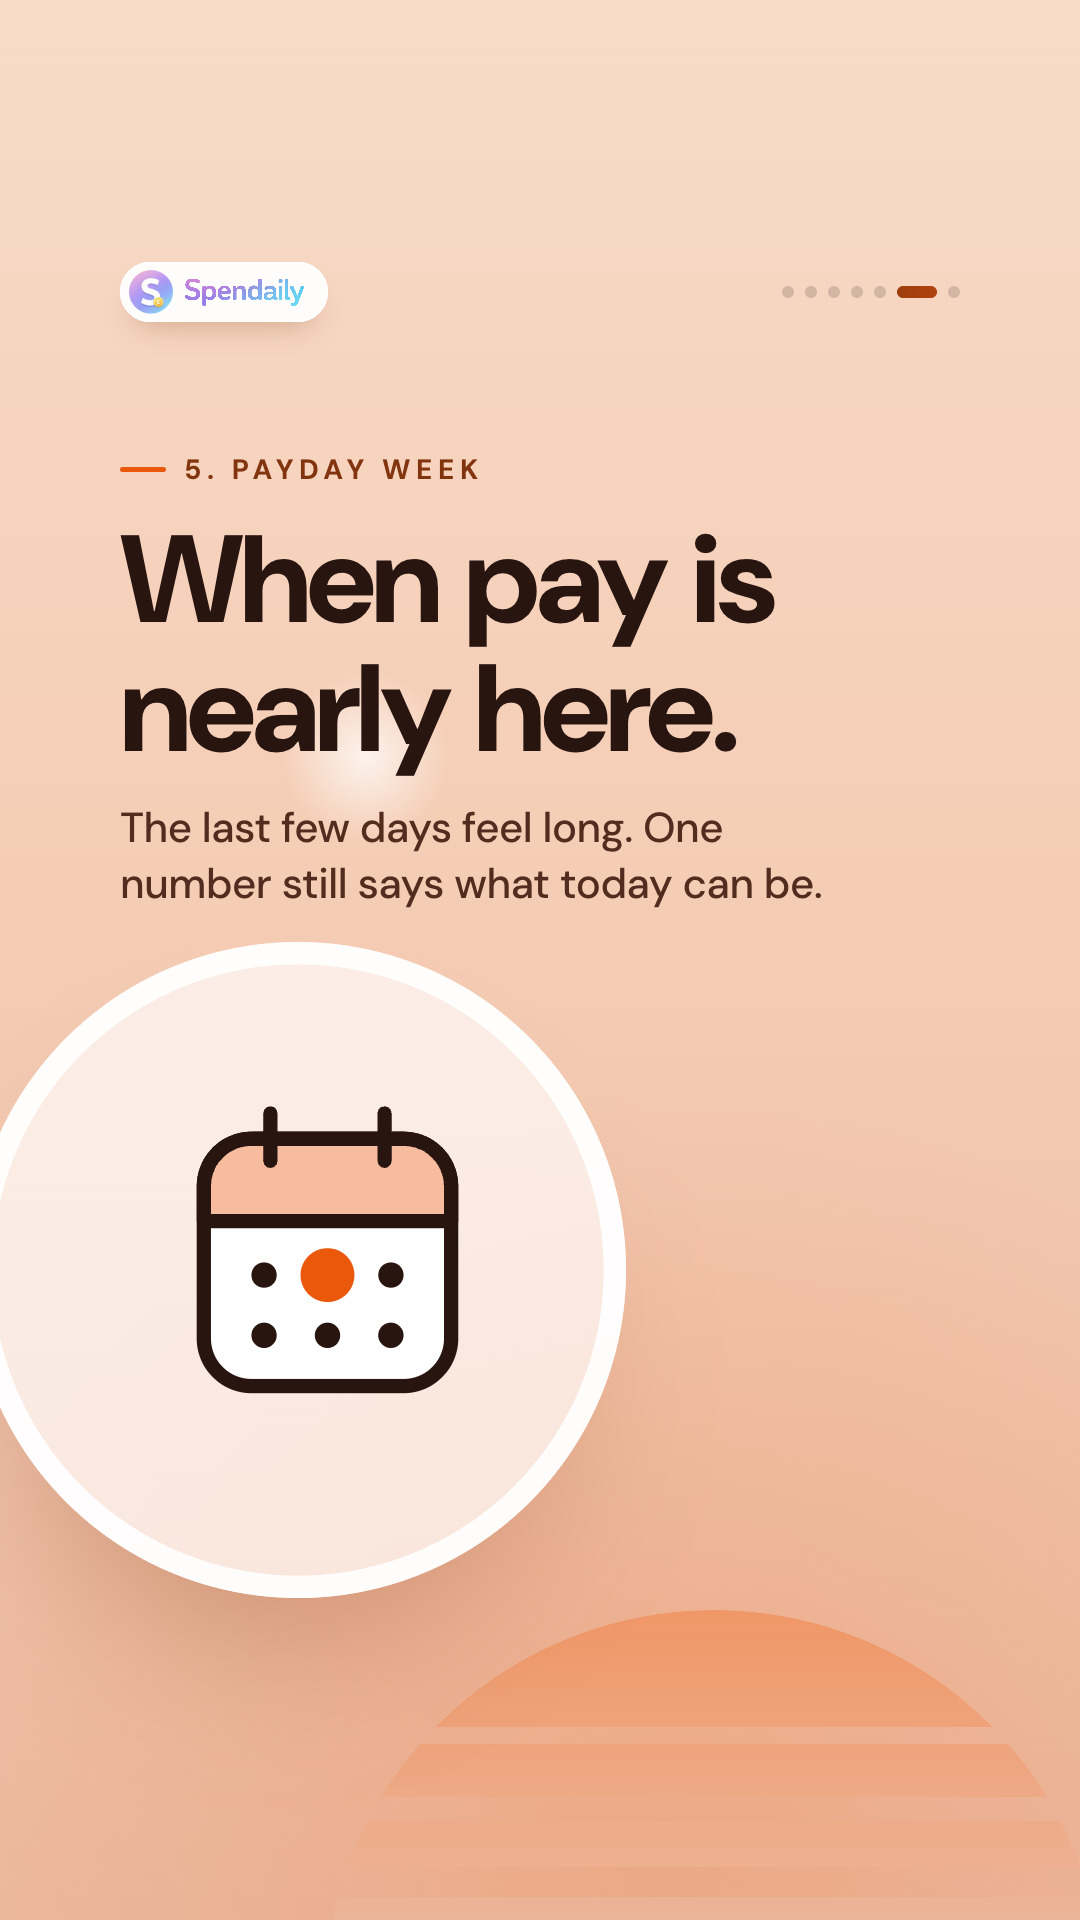 Spendaily
5. PAYDAY WEEK
When pay is
nearly here.
The last few days feel long. One
number still says what today can be.